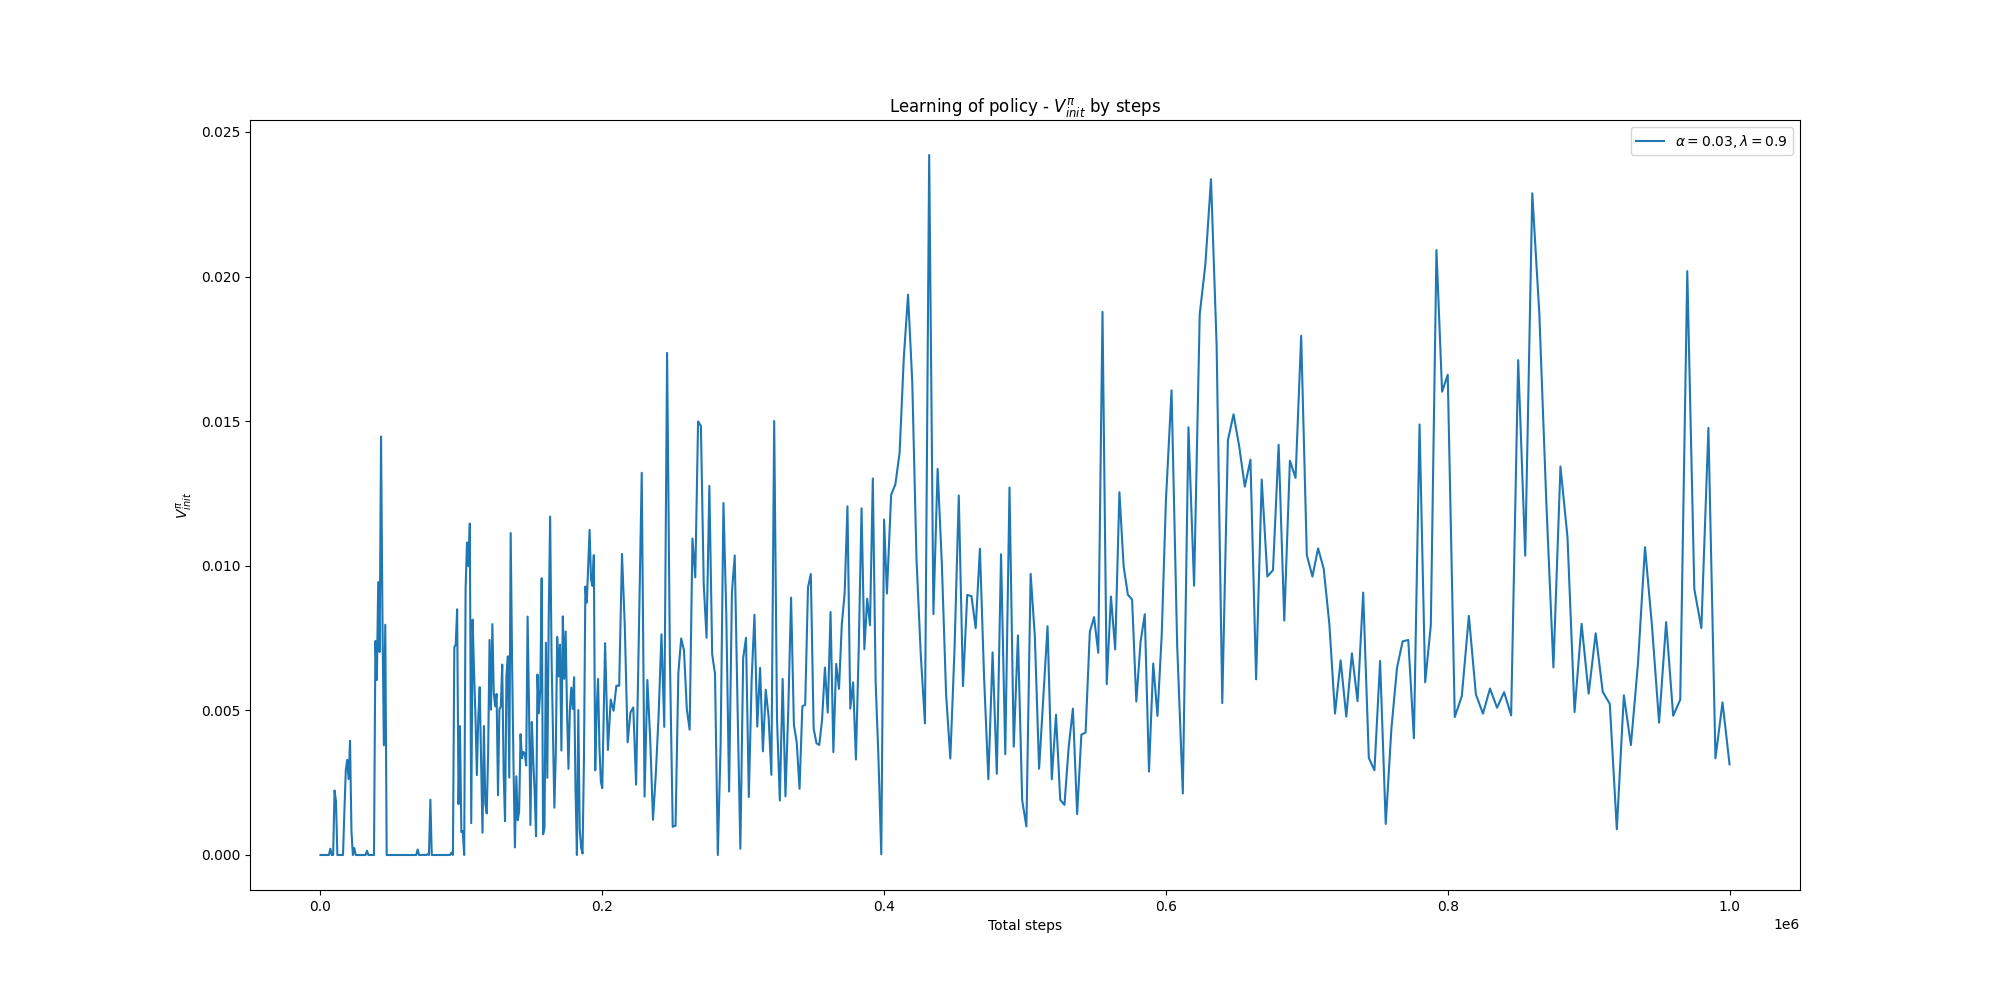 Learning of policy - $V^{\pi}_{init}$ by steps
α = 0.03, λ = 0.9
0.025
0.020
0.015
0.010
0.005
0.000
$V^{\pi}_{init}$
0.0 0.2 0.4 0.6 0.8 1.0
1e6
Total steps